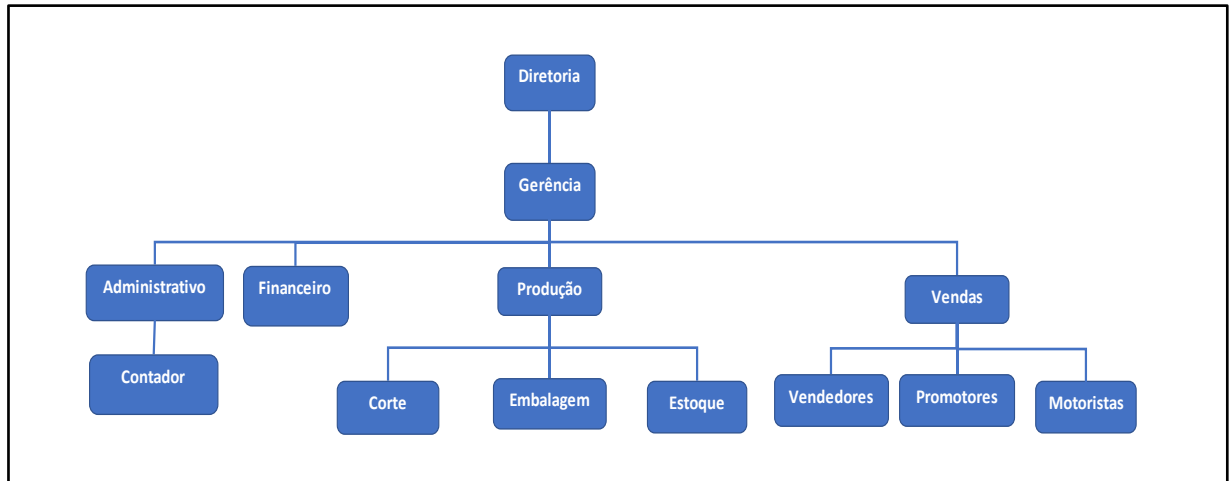 Diretoria
Gerência
Administrativo
Financeiro
Produção
Vendas
Contador
Corte
Embalagem
Estoque
Vendedores
Promotores
Motoristas